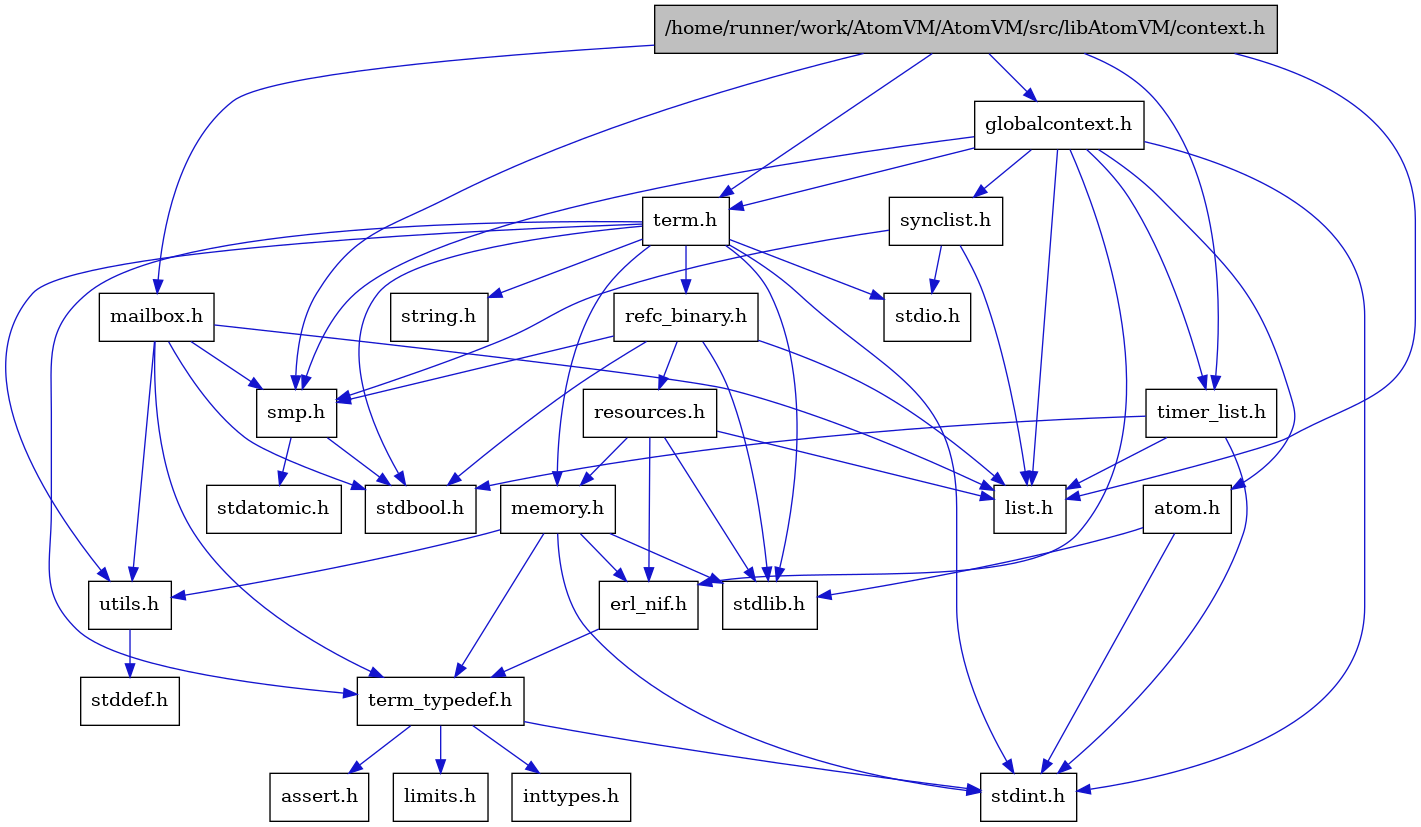 /home/runner/work/AtomVM/AtomVM/src/libAtomVM/context.h
globalcontext.h
term.h
synclist.h
mailbox.h
string.h
refc_binary.h
stdio.h
smp.h
resources.h
timer_list.h
stdatomic.h
stdbool.h
memory.h
list.h
atom.h
utils.h
erl_nif.h
stdlib.h
stddef.h
term_typedef.h
assert.h
limits.h
inttypes.h
stdint.h